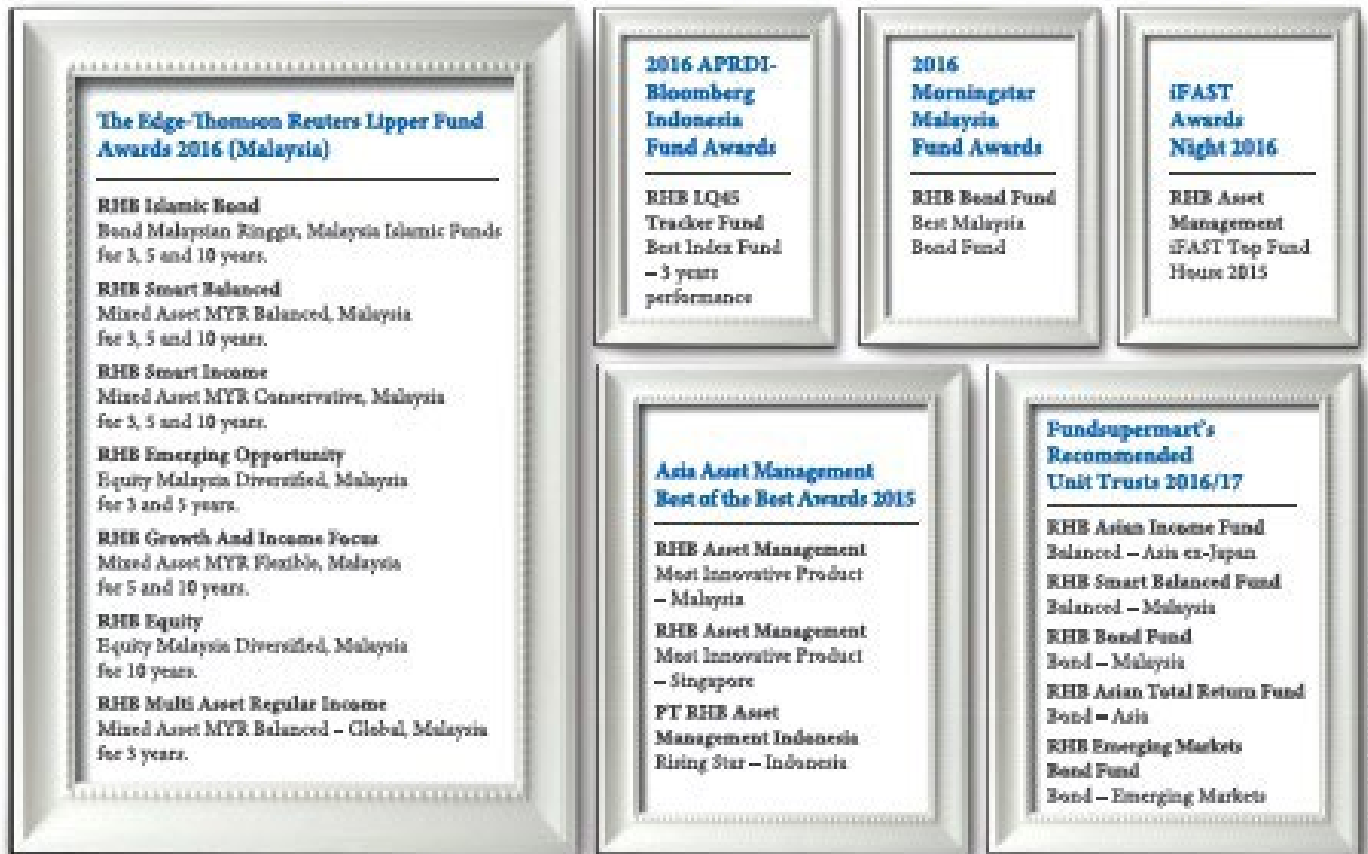 The Edge-Thomson Reuters Lipper Fund
Awards 2016 (Malaysia)
RHB Islamic Bond
Bond Malaysian Ringgit, Malaysia Islamic Funds
for 3, 5 and 10 years.
RHB Smart Balanced
Mixed Asset MYR Balanced, Malaysia
for 3, 5 and 10 years.
RHB Smart Income
Mixed Asset MYR Conservative, Malaysia
for 3, 5 and 10 years.
RHB Emerging Opportunity
Equity Malaysia Diversified, Malaysia
for 3 and 5 years.
RHB Growth And Income Focus
Mixed Asset MYR Flexible, Malaysia
for 5 and 10 years.
RHB Equity
Equity Malaysia Diversified, Malaysia
for 10 years.
RHB Multi Asset Regular Income
Mixed Asset MYR Balanced – Global, Malaysia
for 3 years.
2016 APRDI-
Bloomberg
Indonesia
Fund Awards
RHB LQ45
Tracker Fund
Best Index Fund
– 3 years
performance
2016
Morningstar
Malaysia
Fund Awards
RHB Bond Fund
Best Malaysia
Bond Fund
iFAST
Awards
Night 2016
RHB Asset
Management
iFAST Top Fund
House 2015
Asia Asset Management
Best of the Best Awards 2015
RHB Asset Management
Most Innovative Product
– Malaysia
RHB Asset Management
Most Innovative Product
– Singapore
PT RHB Asset
Management Indonesia
Rising Star – Indonesia
Fundsupermart's
Recommended
Unit Trusts 2016/17
RHB Asian Income Fund
Balanced – Asia ex-Japan
RHB Smart Balanced Fund
Balanced – Malaysia
RHB Bond Fund
Bond – Malaysia
RHB Asian Total Return Fund
Bond – Asia
RHB Emerging Markets
Bond Fund
Bond – Emerging Markets